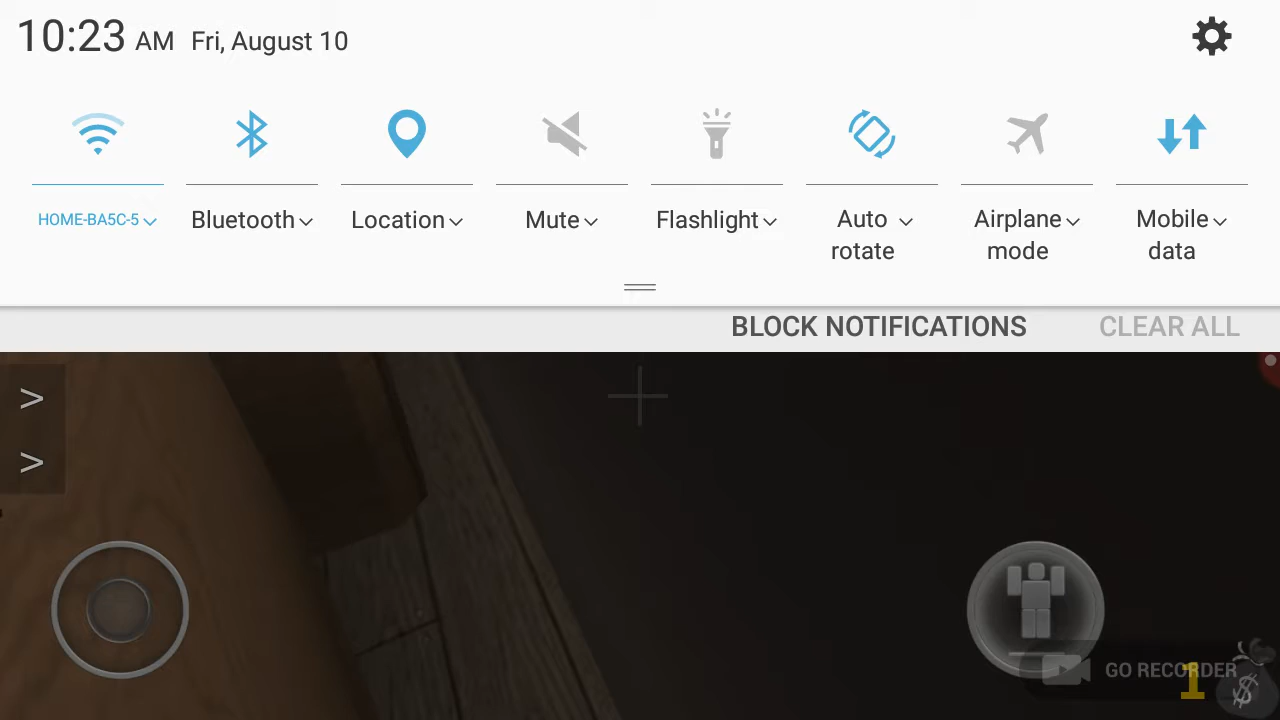 10:23 AM Fri, August 10
HOME-BA5C-5
Bluetooth
Location
Mute
Flashlight
Auto rotate
Airplane mode
Mobile data
BLOCK NOTIFICATIONS
CLEAR ALL
>
>
GO RECORDER
1
$